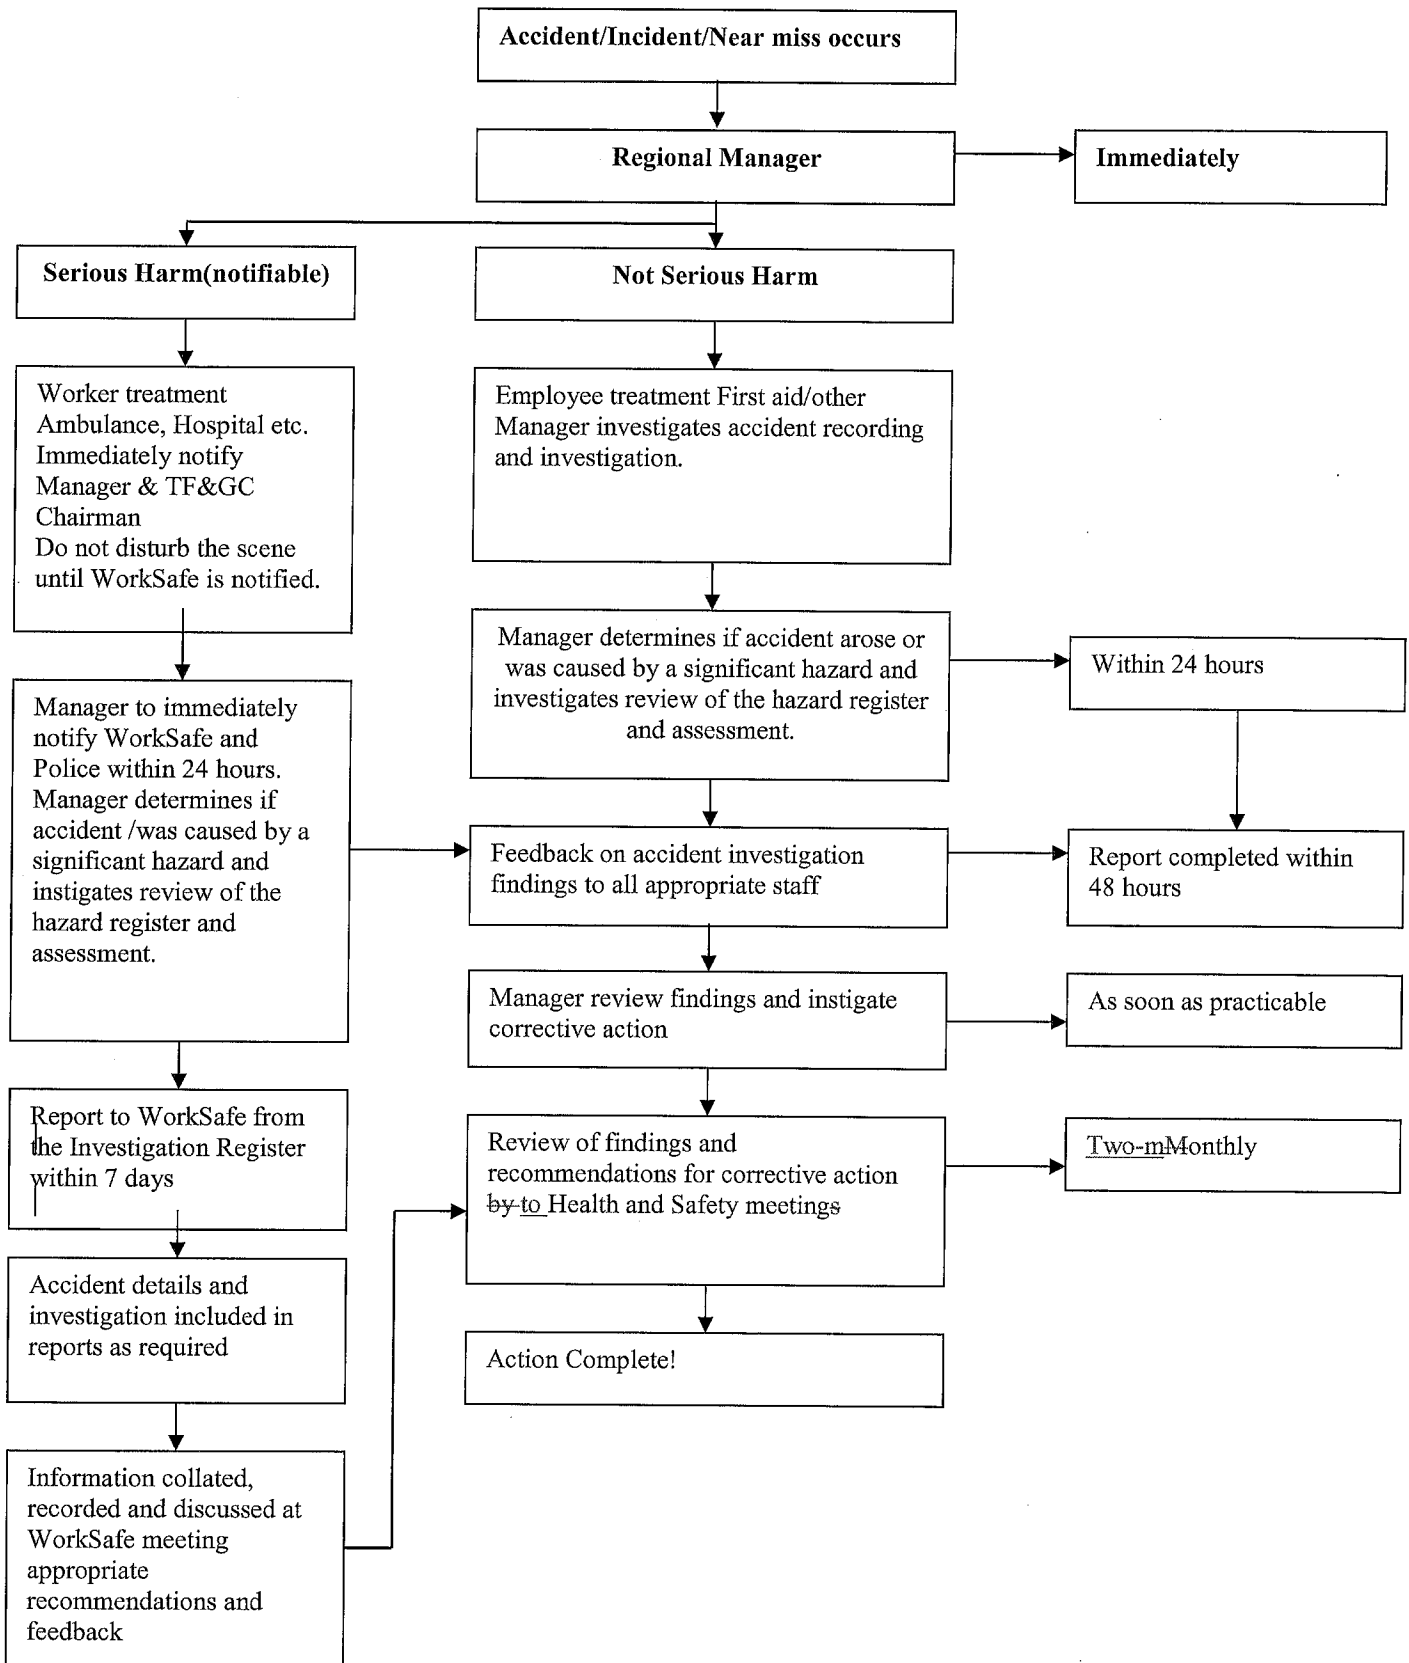 Accident/Incident/Near miss occurs
Regional Manager
Immediately
Serious Harm(notifiable)
Not Serious Harm
Worker treatment
Ambulance, Hospital etc.
Immediately notify
Manager & TF&GC
Chairman
Do not disturb the scene
until WorkSafe is notified.
Employee treatment First aid/other
Manager investigates accident recording
and investigation.
Manager determines if accident arose or
was caused by a significant hazard and
investigates review of the hazard register
and assessment.
Within 24 hours
Manager to immediately
notify WorkSafe and
Police within 24 hours.
Manager determines if
accident /was caused by a
significant hazard and
instigates review of the
hazard register and
assessment.
Feedback on accident investigation
findings to all appropriate staff
Report completed within
48 hours
Manager review findings and instigate
corrective action
As soon as practicable
Report to WorkSafe from
the Investigation Register
within 7 days
Review of findings and
recommendations for corrective action
by to Health and Safety meetings
Two-mMonthly
Accident details and
investigation included in
reports as required
Action Complete!
Information collated,
recorded and discussed at
WorkSafe meeting
appropriate
recommendations and
feedback